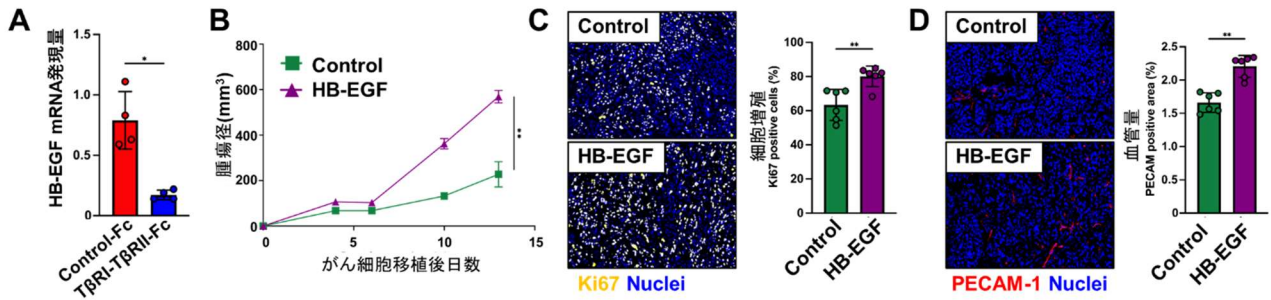 A
HB-EGF mRNA発現量
1.5
1.0
0.5
0
*
Control-Fc
TβRI-TβRII-Fc
B
腫瘍径(mm³)
800
600
400
200
0
Control
HB-EGF
**
0
5
10
15
がん細胞移植後日数
C
Control
HB-EGF
Ki67 Nuclei
細胞増殖
Ki67 positive cells (%)
100
80
60
40
20
0
**
Control
HB-EGF
D
Control
HB-EGF
PECAM-1 Nuclei
血管量
PECAM positive area (%)
2.5
2.0
1.5
1.0
0.5
0
**
Control
HB-EGF